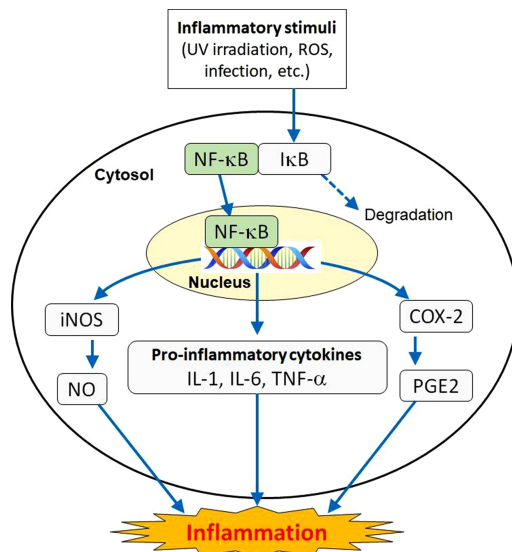 Inflammatory stimuli
(UV irradiation, ROS,
infection, etc.)
NF-κB
IκB
Cytosol
Degradation
NF-κB
Nucleus
iNOS
COX-2
Pro-inflammatory cytokines
IL-1, IL-6, TNF-α
NO
PGE2
Inflammation